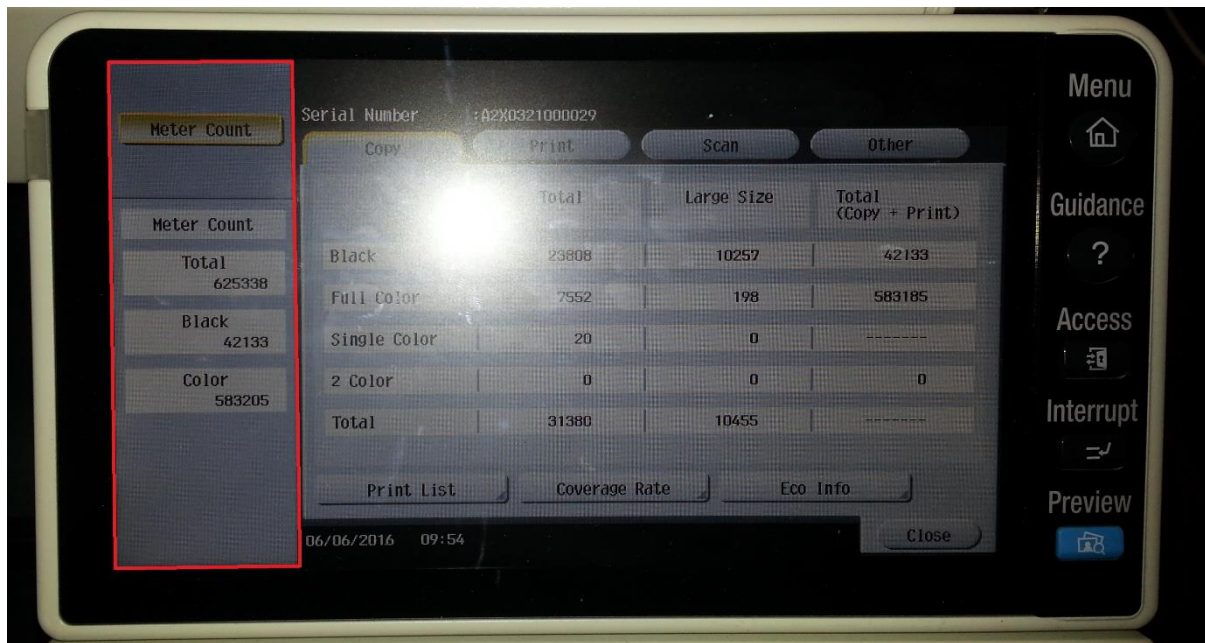 Meter Count
Meter Count
Total
625338
Black
42133
Color
583205
Serial Number :A2X0321000029
Copy Print Scan Other
Total Large Size Total
(Copy + Print)
Black 23808 10257 42133
Full Color 7552 198 583185
Single Color 20 0 -------
2 Color 0 0 0
Total 31380 10455 -------
Print List Coverage Rate Eco Info
06/06/2016 09:54 Close
Menu
Guidance
?
Access
Interrupt
Preview